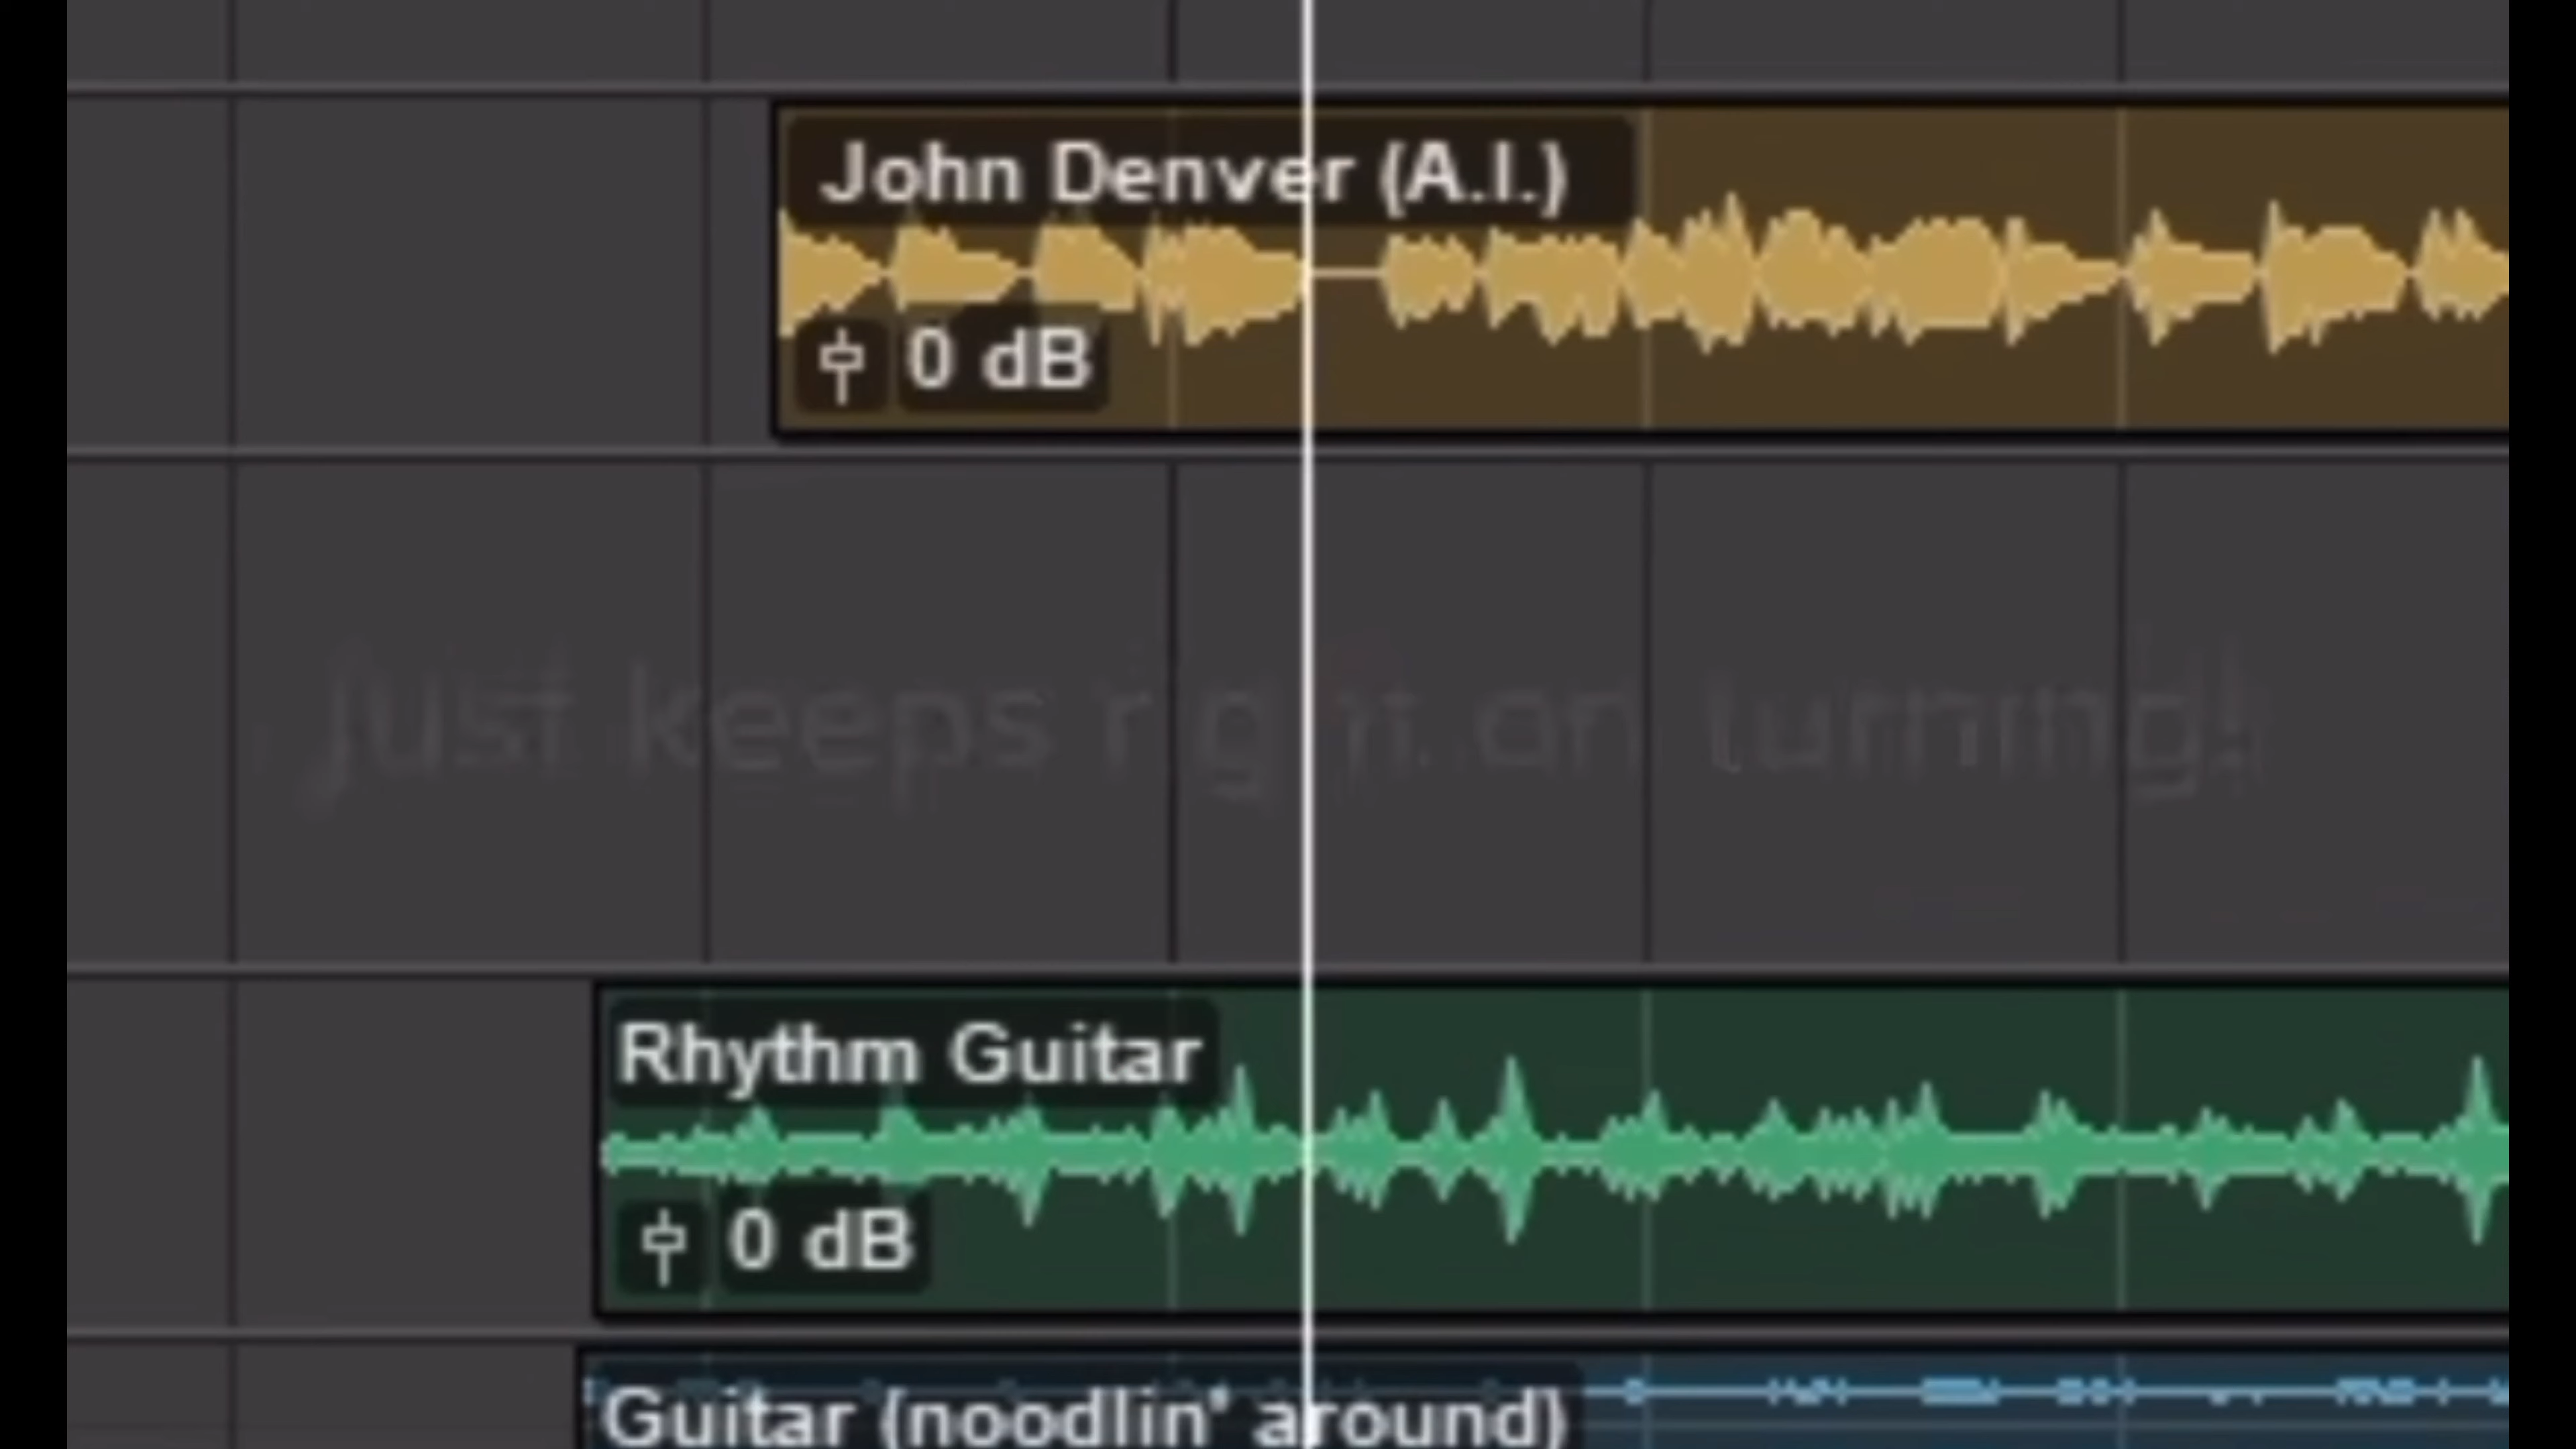 John Denver (A.I.)
0 dB
just keeps right on turning!
Rhythm Guitar
0 dB
Guitar (noodlin' around)